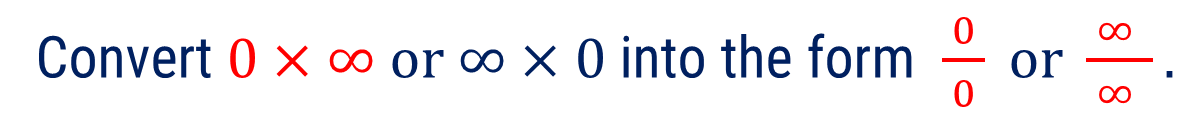 Convert 0 × ∞ or ∞ × 0 into the form 0/0 or ∞/∞.